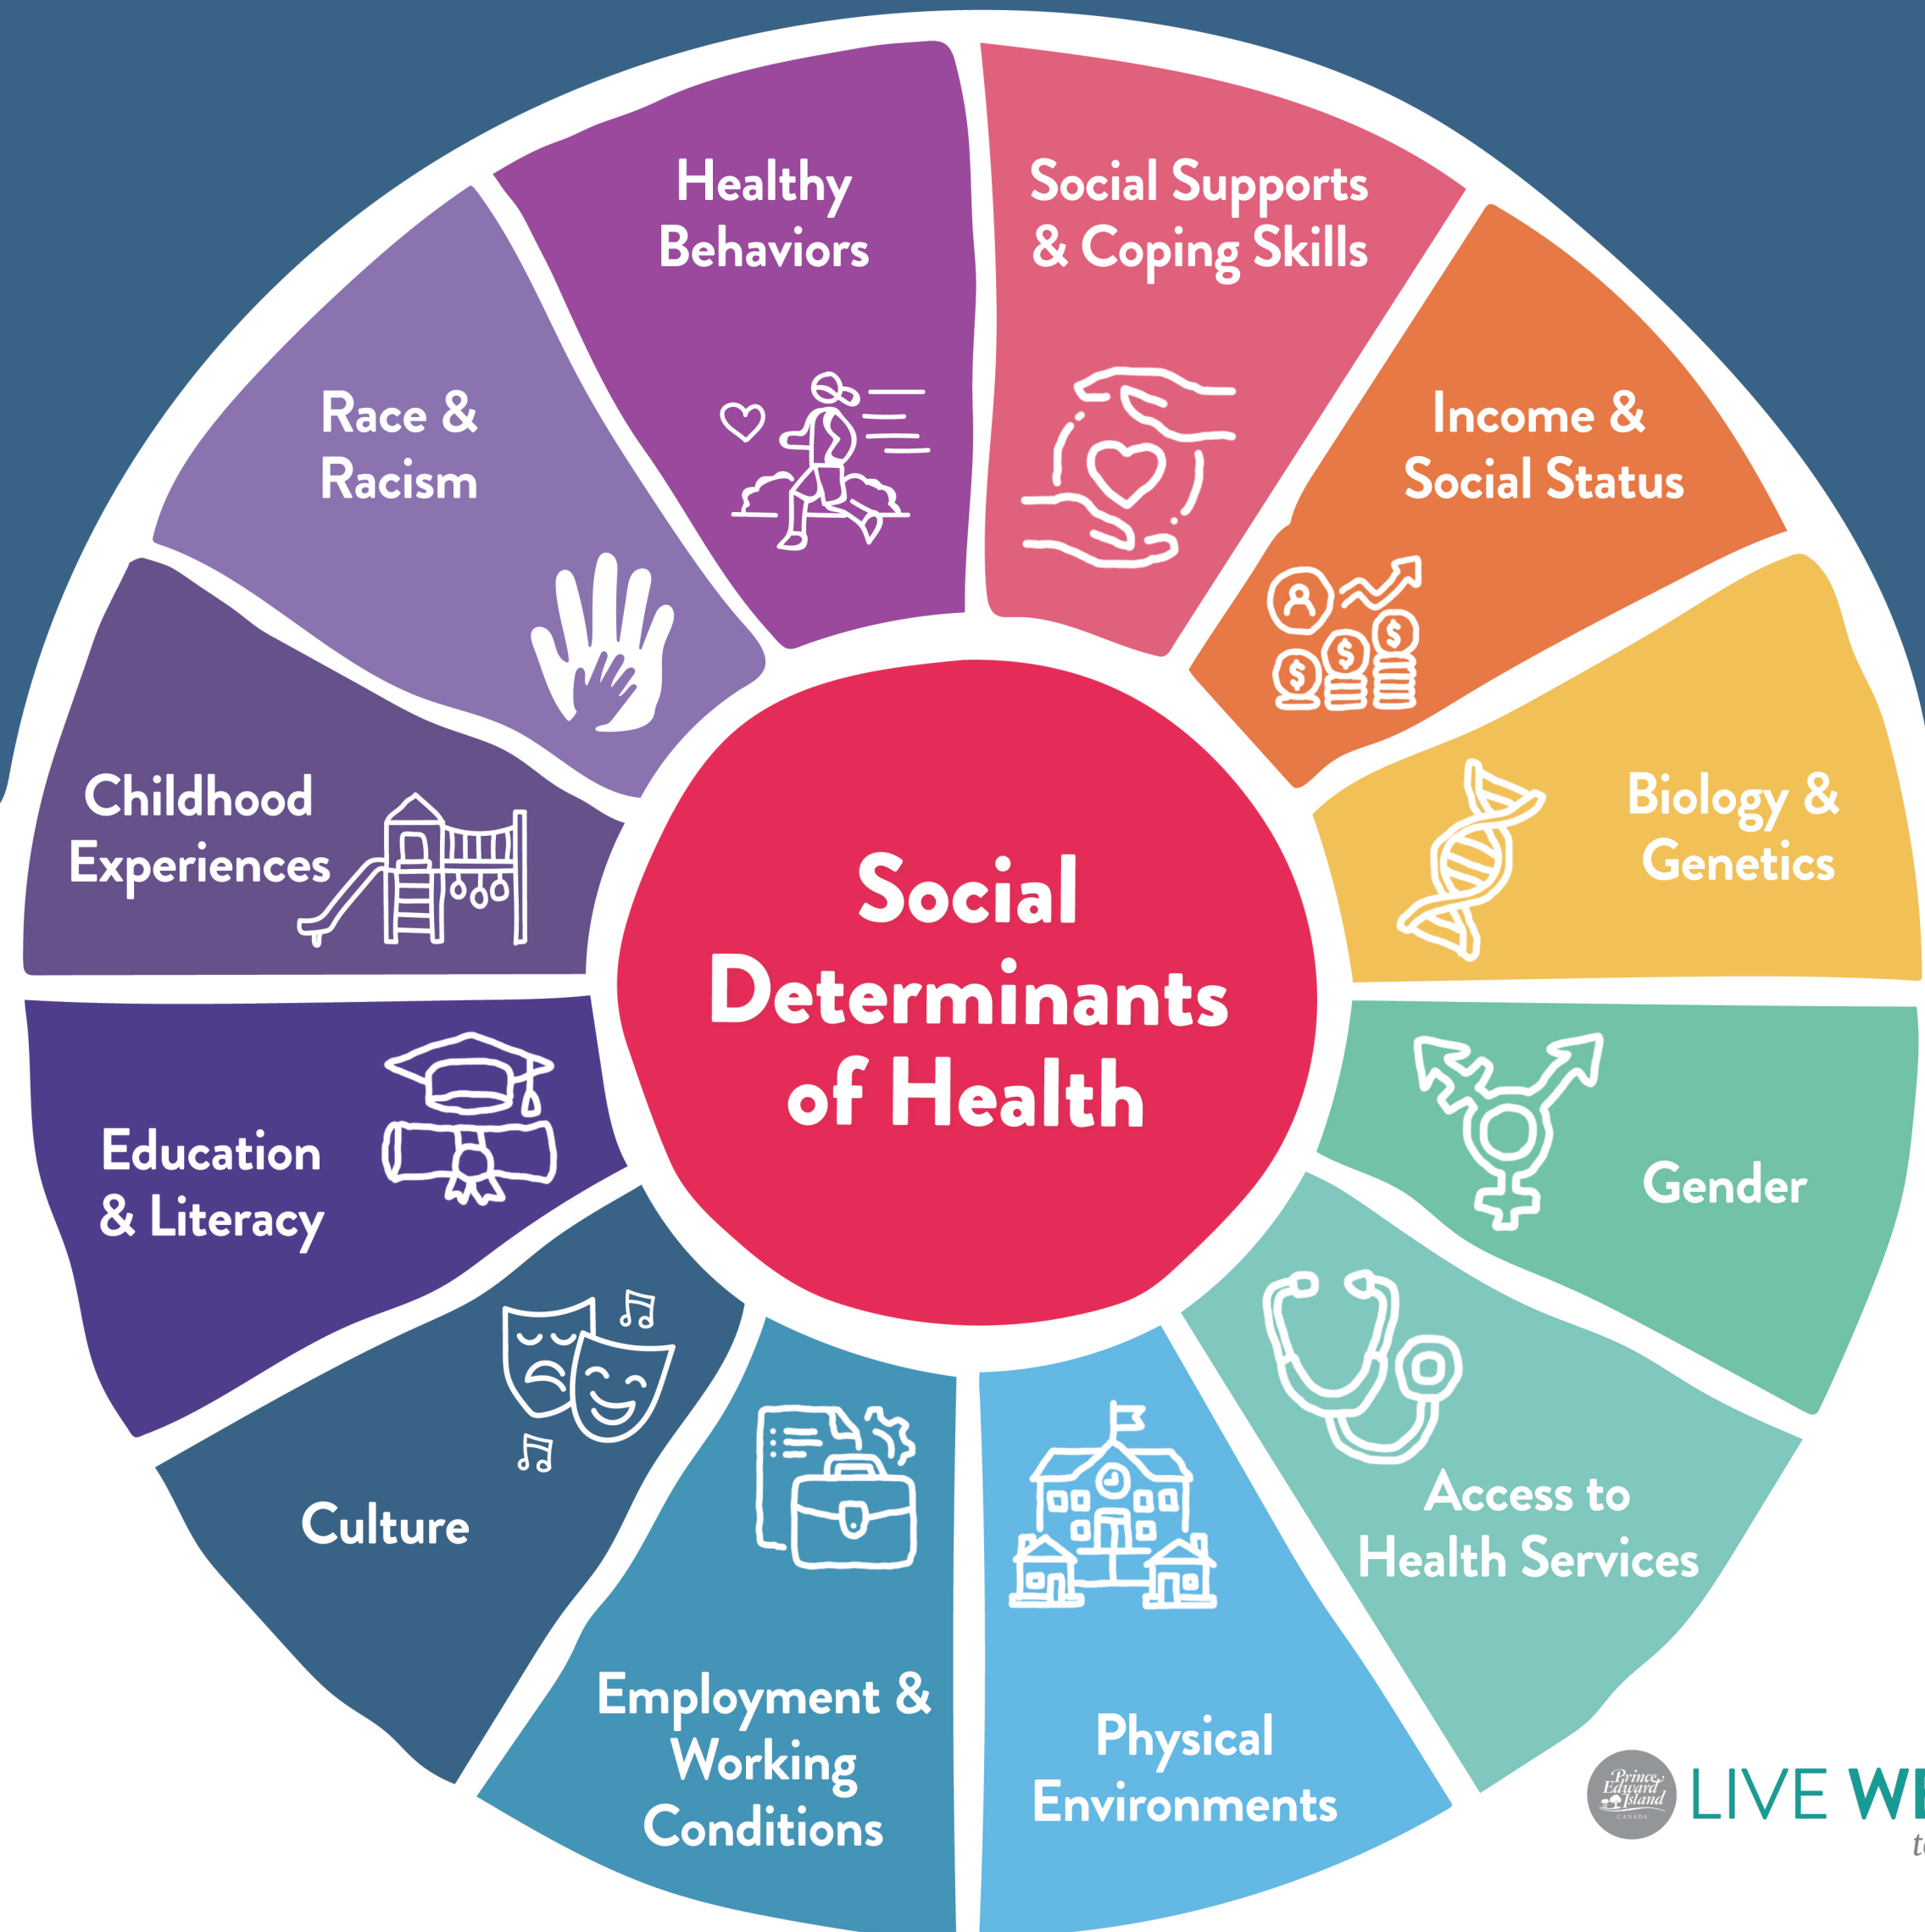 Healthy
Behaviors
Social Supports
& Coping Skills
Income &
Social Status
Biology &
Genetics
Gender
Access to
Health Services
Physical
Environments
Employment &
Working
Conditions
Culture
Education
& Literacy
Childhood
Experiences
Race &
Racism
Social
Determinants
of Health
Prince
Edward
Island
CANADA
LIVE